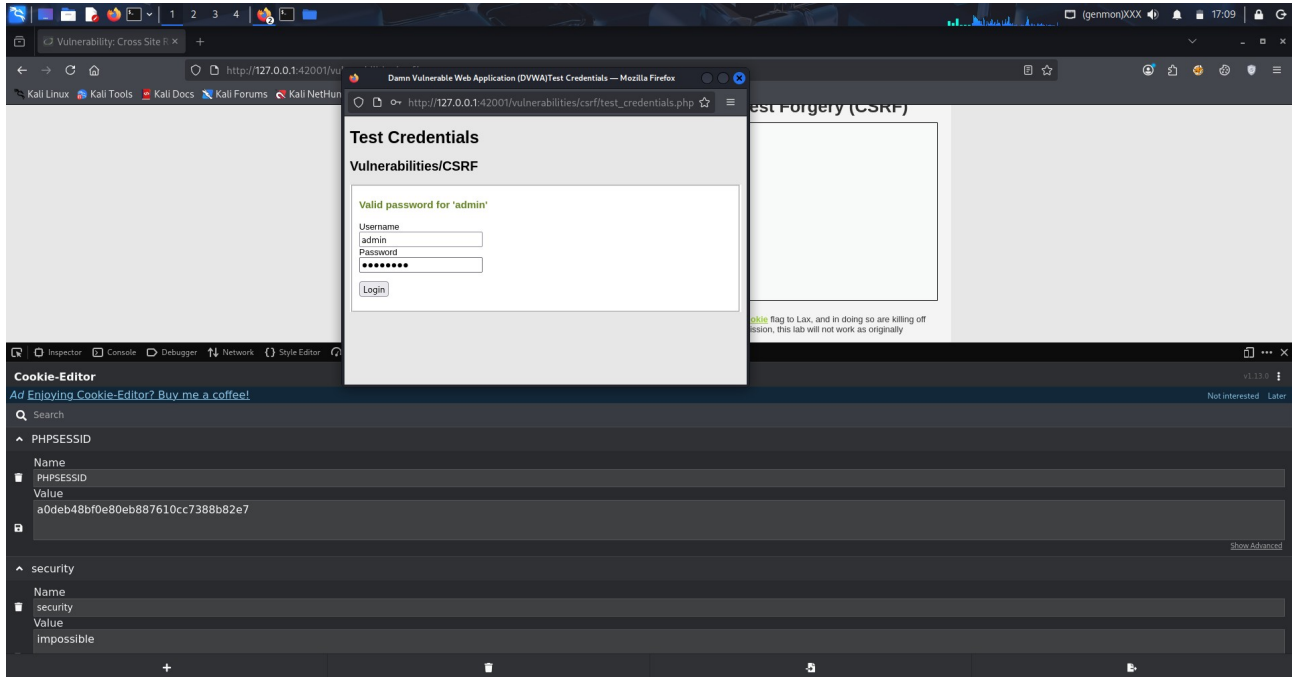 1 2 3 4 2 (genmon)XXX 17:09
Vulnerability: Cross Site F
http://127.0.0.1:42001/vul
Kali Linux Kali Tools Kali Docs Kali Forums Kali NetHun
Damn Vulnerable Web Application (DVWA)Test Credentials — Mozilla Firefox
http://127.0.0.1:42001/vulnerabilities/csrf/test_credentials.php
est Forgery (CSRF)
Test Credentials
Vulnerabilities/CSRF
Valid password for 'admin'
Username
admin
Password
••••••••
Login
okie flag to Lax, and in doing so are killing off
ission, this lab will not work as originally
Inspector Console Debugger Network Style Editor
Cookie-Editor v1.13.0
Ad Enjoying Cookie-Editor? Buy me a coffee! Not interested Later
Search
PHPSESSID
Name
PHPSESSID
Value
a0deb48bf0e80eb887610cc7388b82e7
Show Advanced
security
Name
security
Value
impossible